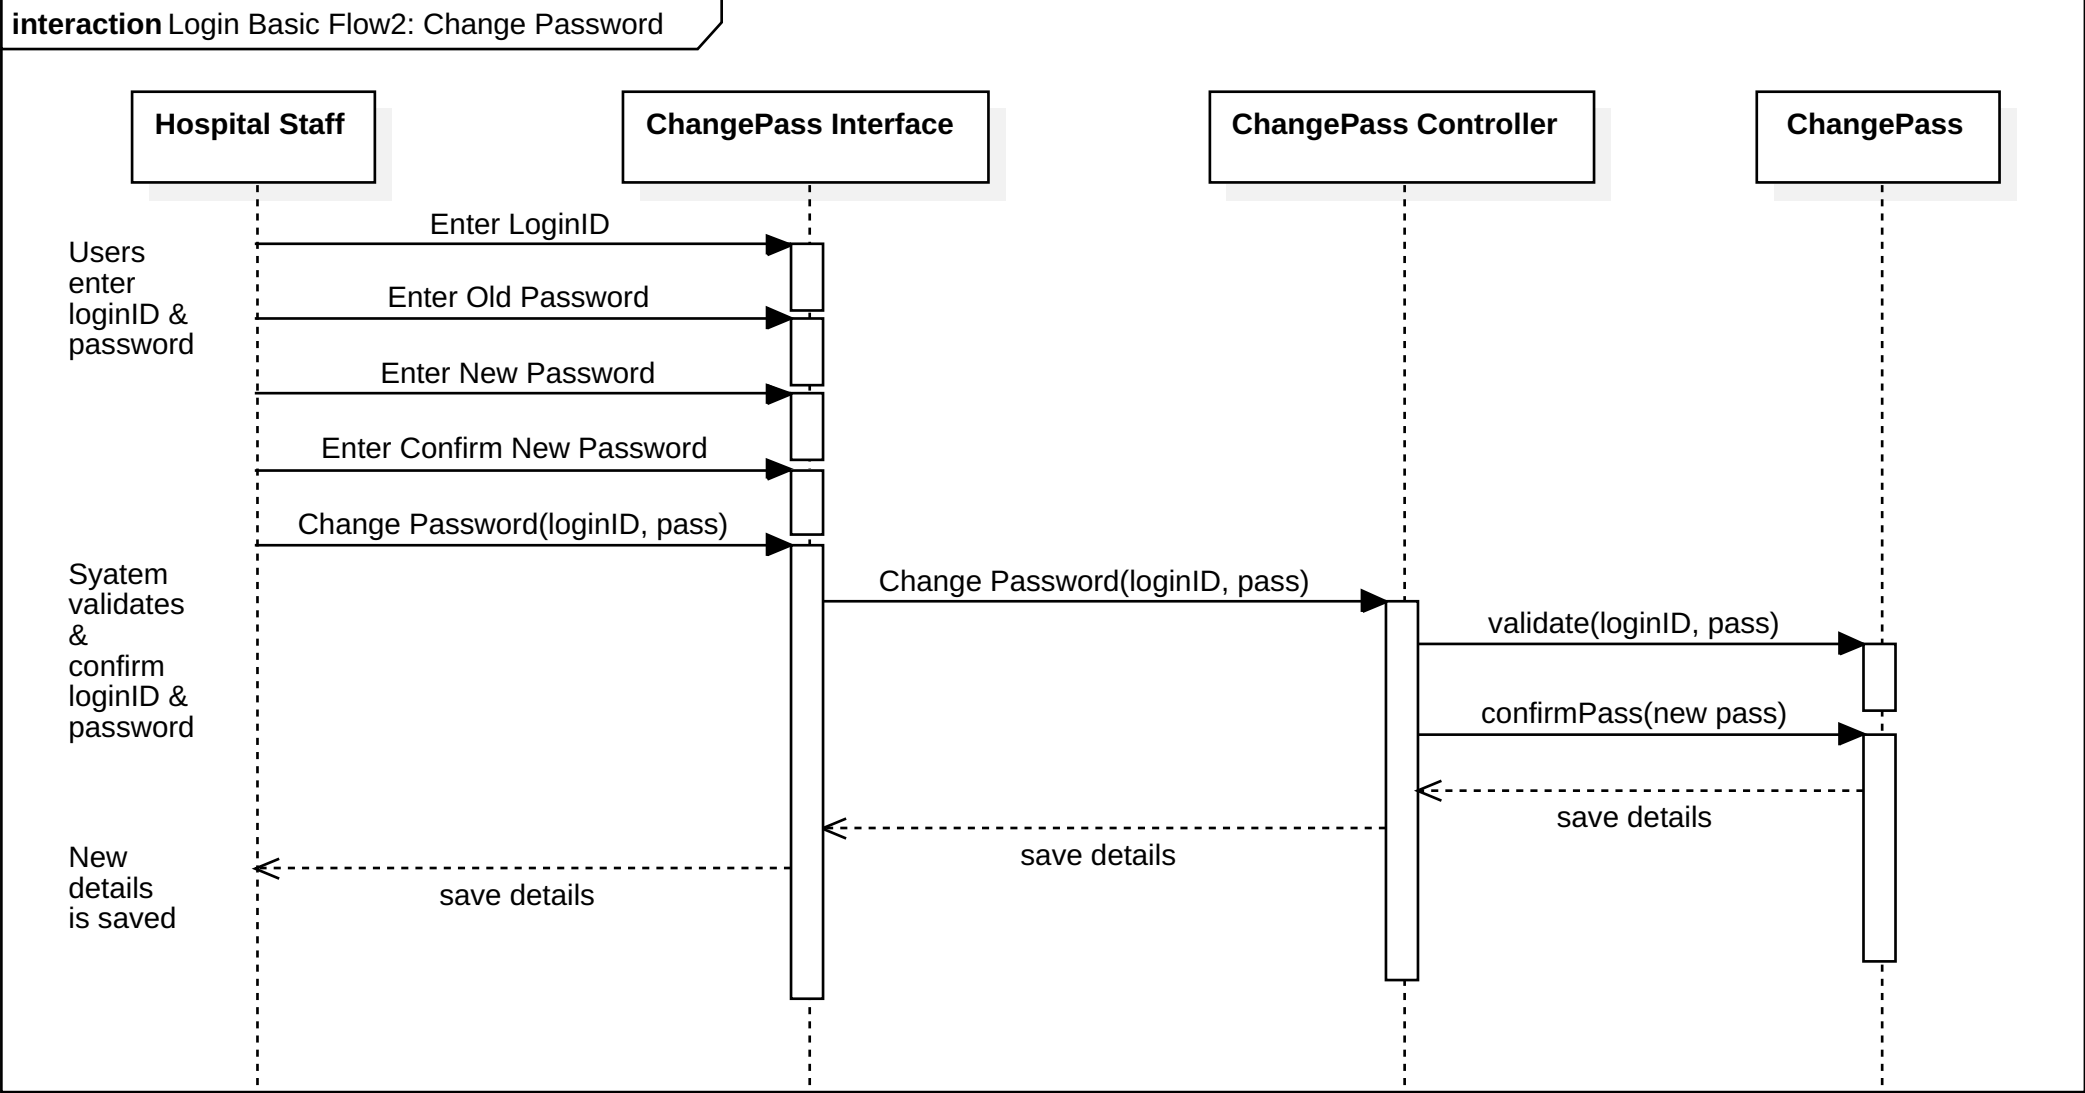 interaction Login Basic Flow2: Change Password
Hospital Staff
ChangePass Interface
ChangePass Controller
ChangePass
Enter LoginID
Users
enter
loginID &
password
Enter Old Password
Enter New Password
Enter Confirm New Password
Change Password(loginID, pass)
Syatem
validates
&
confirm
loginID &
password
Change Password(loginID, pass)
validate(loginID, pass)
confirmPass(new pass)
save details
save details
save details
New
details
is saved